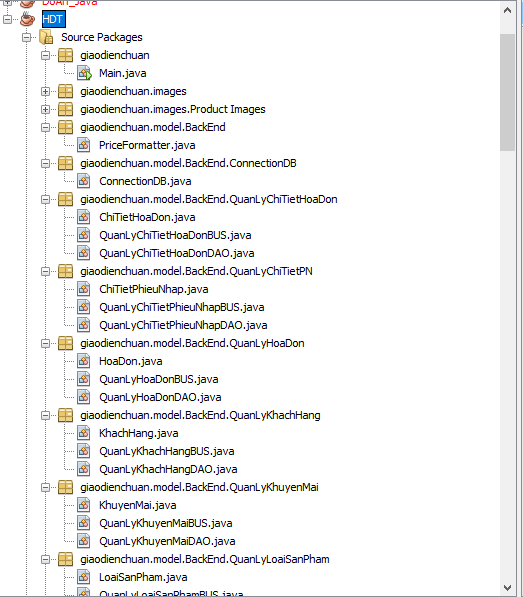 DoAn_Java
HDT
Source Packages
giaodienchuan
Main.java
giaodienchuan.images
giaodienchuan.images.Product Images
giaodienchuan.model.BackEnd
PriceFormatter.java
giaodienchuan.model.BackEnd.ConnectionDB
ConnectionDB.java
giaodienchuan.model.BackEnd.QuanLyChiTietHoaDon
ChiTietHoaDon.java
QuanLyChiTietHoaDonBUS.java
QuanLyChiTietHoaDonDAO.java
giaodienchuan.model.BackEnd.QuanLyChiTietPN
ChiTietPhieuNhap.java
QuanLyChiTietPhieuNhapBUS.java
QuanLyChiTietPhieuNhapDAO.java
giaodienchuan.model.BackEnd.QuanLyHoaDon
HoaDon.java
QuanLyHoaDonBUS.java
QuanLyHoaDonDAO.java
giaodienchuan.model.BackEnd.QuanLyKhachHang
KhachHang.java
QuanLyKhachHangBUS.java
QuanLyKhachHangDAO.java
giaodienchuan.model.BackEnd.QuanLyKhuyenMai
KhuyenMai.java
QuanLyKhuyenMaiBUS.java
QuanLyKhuyenMaiDAO.java
giaodienchuan.model.BackEnd.QuanLyLoaiSanPham
LoaiSanPham.java
QuanLyLoaiSanPhamBUS.java